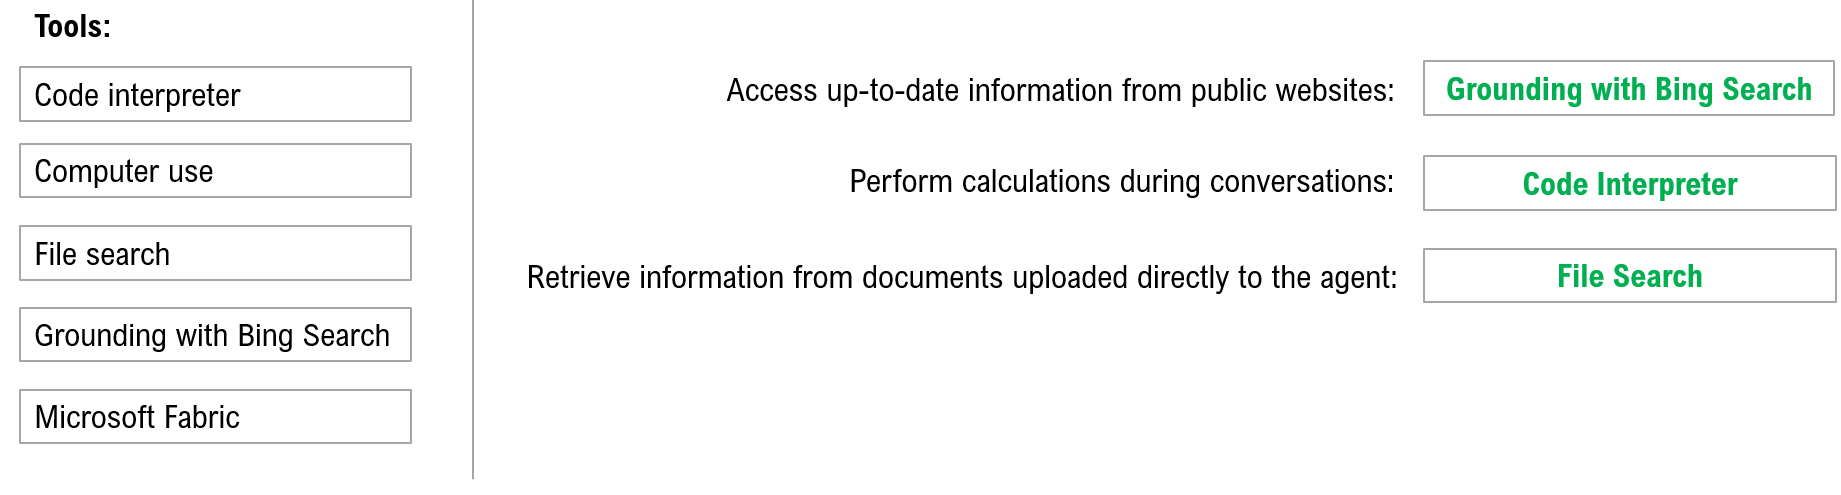 Tools:
Code interpreter
Computer use
File search
Grounding with Bing Search
Microsoft Fabric
Access up-to-date information from public websites: Grounding with Bing Search
Perform calculations during conversations: Code Interpreter
Retrieve information from documents uploaded directly to the agent: File Search